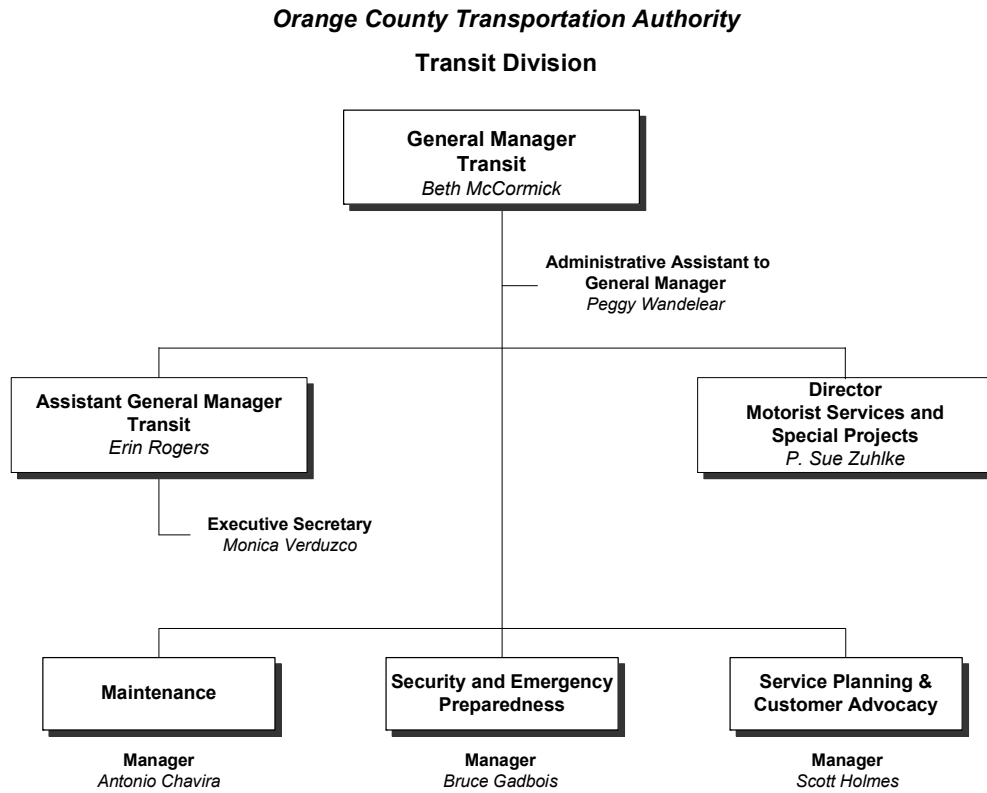 Orange County Transportation Authority
Transit Division
General Manager
Transit
Beth McCormick
Administrative Assistant to
General Manager
Peggy Wandelear
Assistant General Manager
Transit
Erin Rogers
Director
Motorist Services and
Special Projects
P. Sue Zuhlke
Executive Secretary
Monica Verduzco
Maintenance
Manager
Antonio Chavira
Security and Emergency
Preparedness
Manager
Bruce Gadbois
Service Planning &
Customer Advocacy
Manager
Scott Holmes